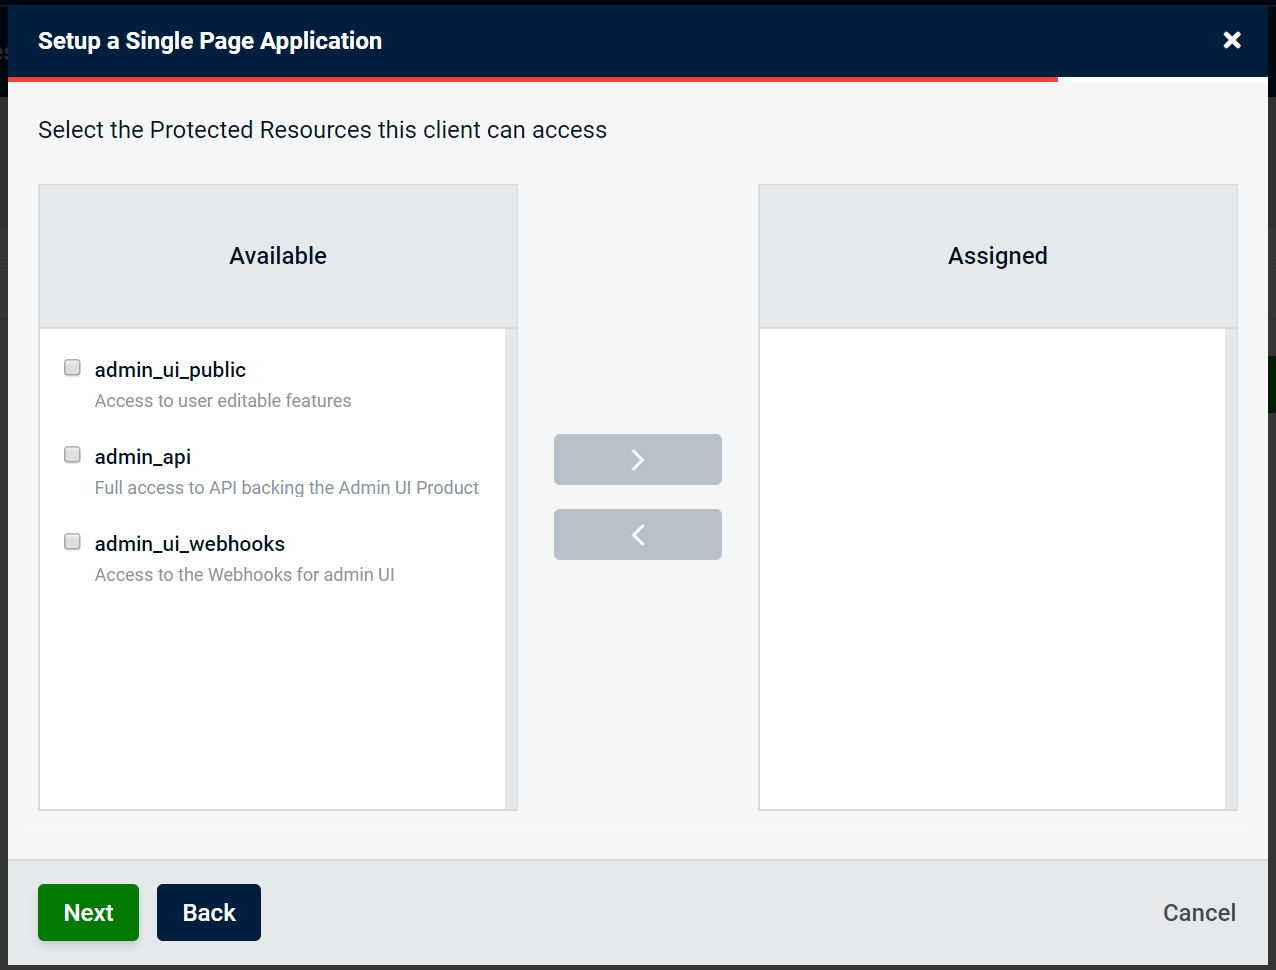 Setup a Single Page Application
Select the Protected Resources this client can access
Available
Assigned
admin_ui_public
Access to user editable features
admin_api
Full access to API backing the Admin UI Product
admin_ui_webhooks
Access to the Webhooks for admin UI
Next
Back
Cancel